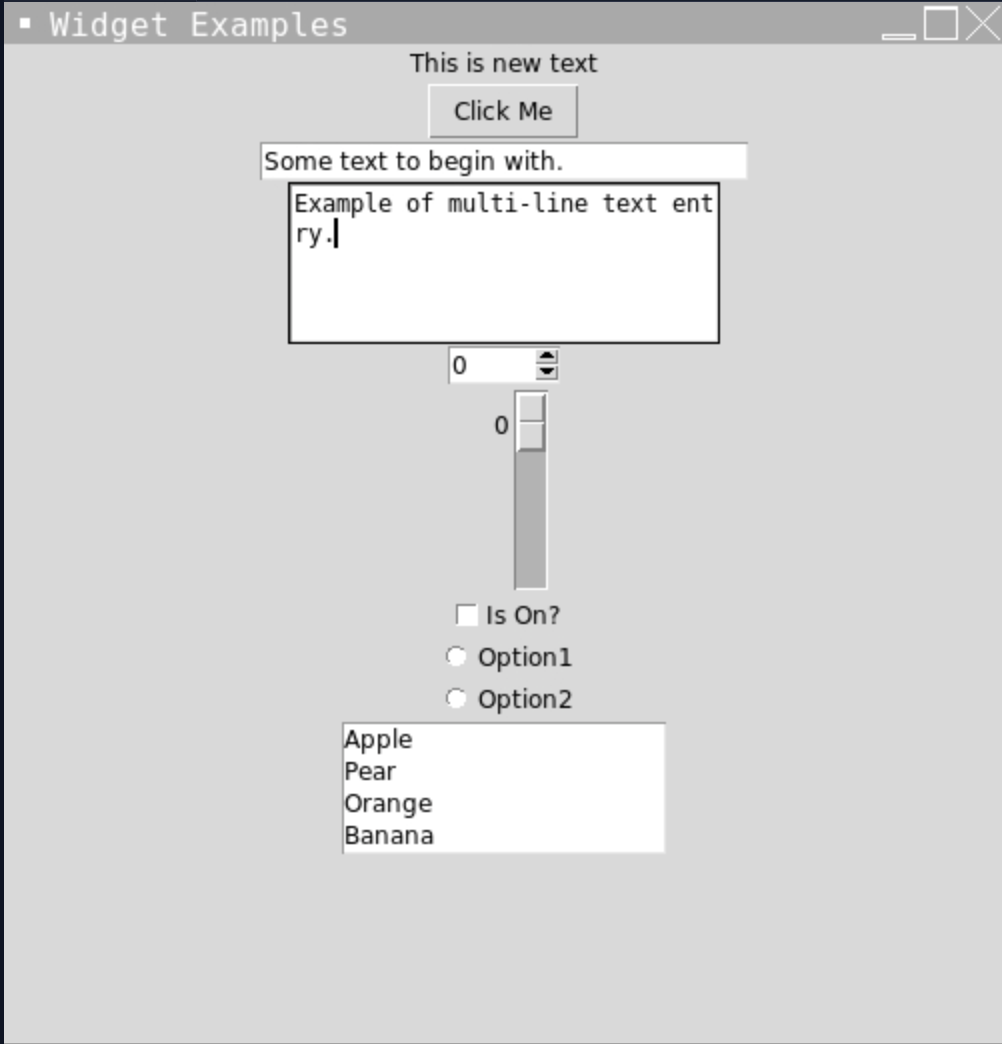 Widget Examples
This is new text
Click Me
Some text to begin with.
Example of multi-line text ent
ry.
0
0
Is On?
Option1
Option2
Apple
Pear
Orange
Banana